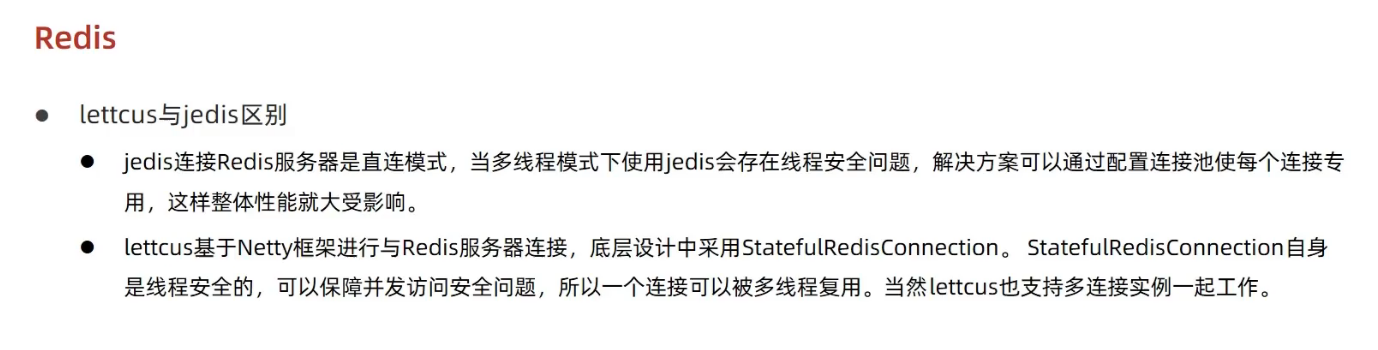 Redis
lettcus与jedis区别
jedis连接Redis服务器是直连模式，当多线程模式下使用jedis会存在线程安全问题，解决方案可以通过配置连接池使每个连接专
用，这样整体性能就大受影响。
lettcus基于Netty框架进行与Redis服务器连接，底层设计中采用StatefulRedisConnection。 StatefulRedisConnection自身
是线程安全的，可以保障并发访问安全问题，所以一个连接可以被多线程复用。当然lettcus也支持多连接实例一起工作。